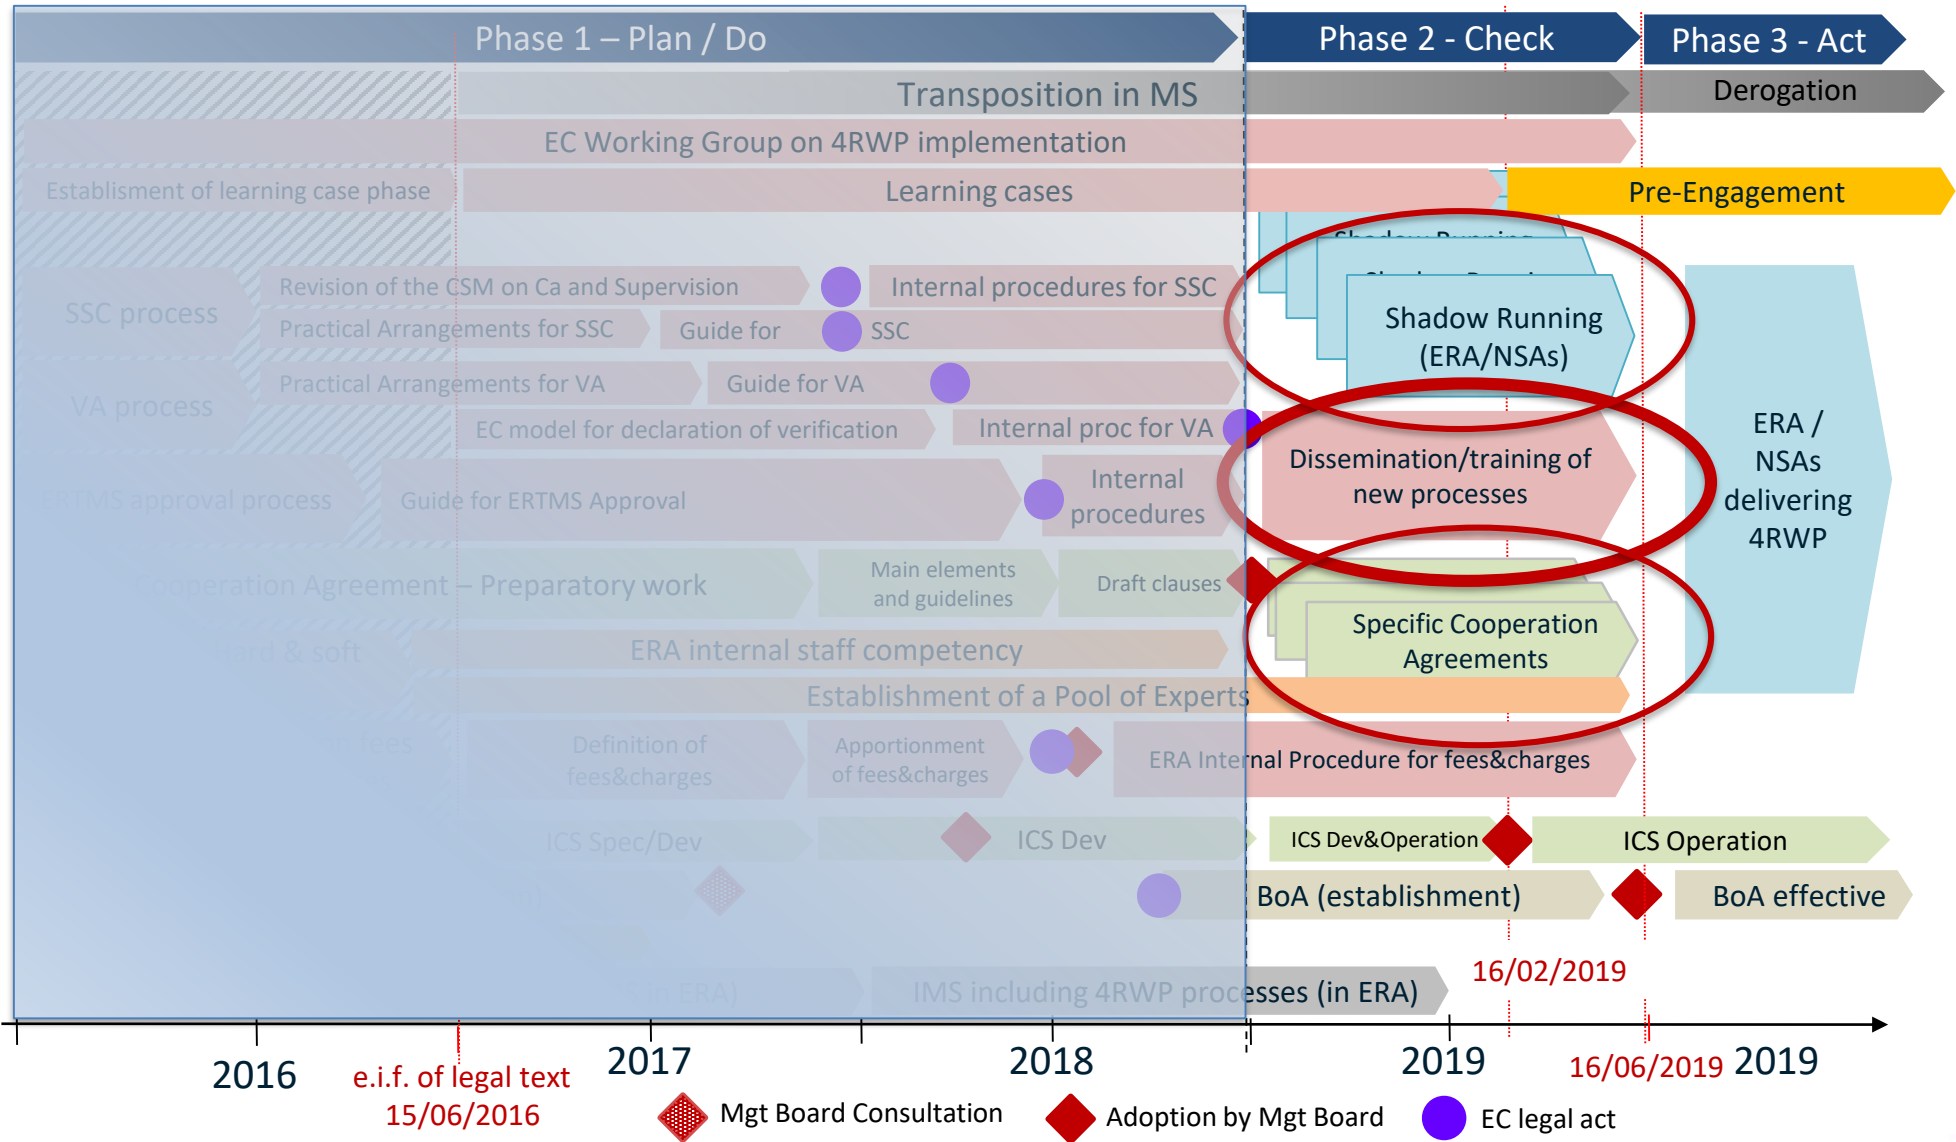 Phase 1 – Plan / Do
Phase 2 - Check
Phase 3 - Act
Transposition in MS
Derogation
EC Working Group on 4RWP implementation
Establisment of learning case phase
Learning cases
Pre-Engagement
Shadow Running
SSC process
Revision of the CSM on Ca and Supervision
Internal procedures for SSC
Practical Arrangements for SSC
Guide for SSC
Shadow Running
(ERA/NSAs)
VA process
Practical Arrangements for VA
Guide for VA
EC model for declaration of verification
Internal proc for VA
Dissemination/training of
new processes
ERA /
NSAs
delivering
4RWP
ERTMS approval process
Guide for ERTMS Approval
Internal
procedures
Cooperation Agreement – Preparatory work
Main elements
and guidelines
Draft clauses
Specific Cooperation
Agreements
& soft
ERA internal staff competency
Establishment of a Pool of Experts
fees
Definition of
fees&charges
Apportionment
of fees&charges
ERA Internal Procedure for fees&charges
ICS Spec/Dev
ICS Dev
ICS Dev&Operation
ICS Operation
BoA (establishment)
BoA effective
in ERA)
IMS including 4RWP processes (in ERA)
16/02/2019
2016
2017
2018
2019
16/06/2019
2019
e.i.f. of legal text
15/06/2016
Mgt Board Consultation
Adoption by Mgt Board
EC legal act